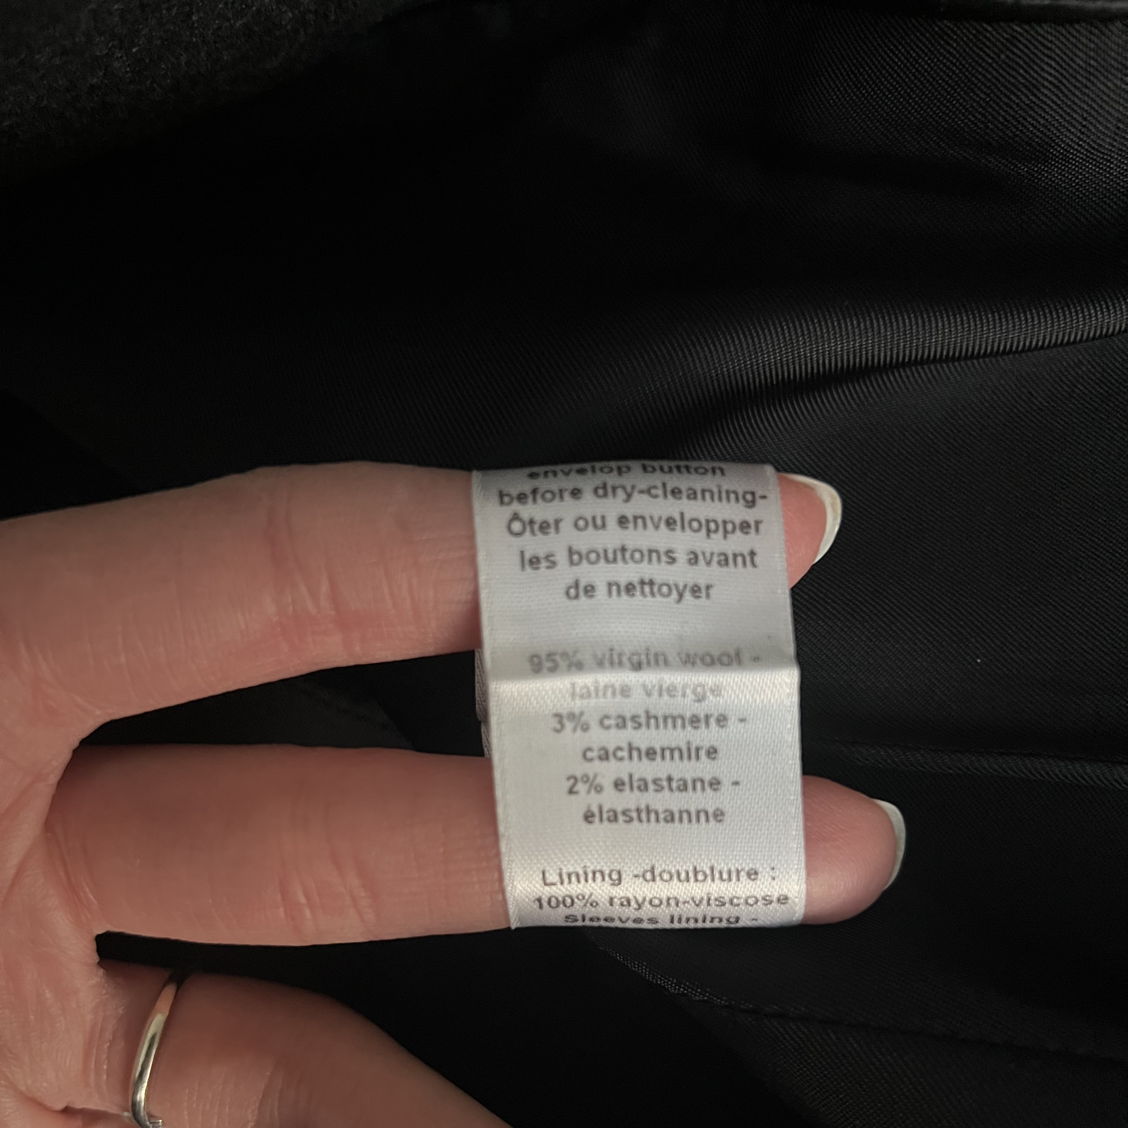 envelop button
before dry-cleaning-
Ôter ou envelopper
les boutons avant
de nettoyer
95% virgin wool -
laine vierge
3% cashmere -
cachemire
2% elastane -
élasthanne
Lining -doublure :
100% rayon-viscose
Sleeves lining -